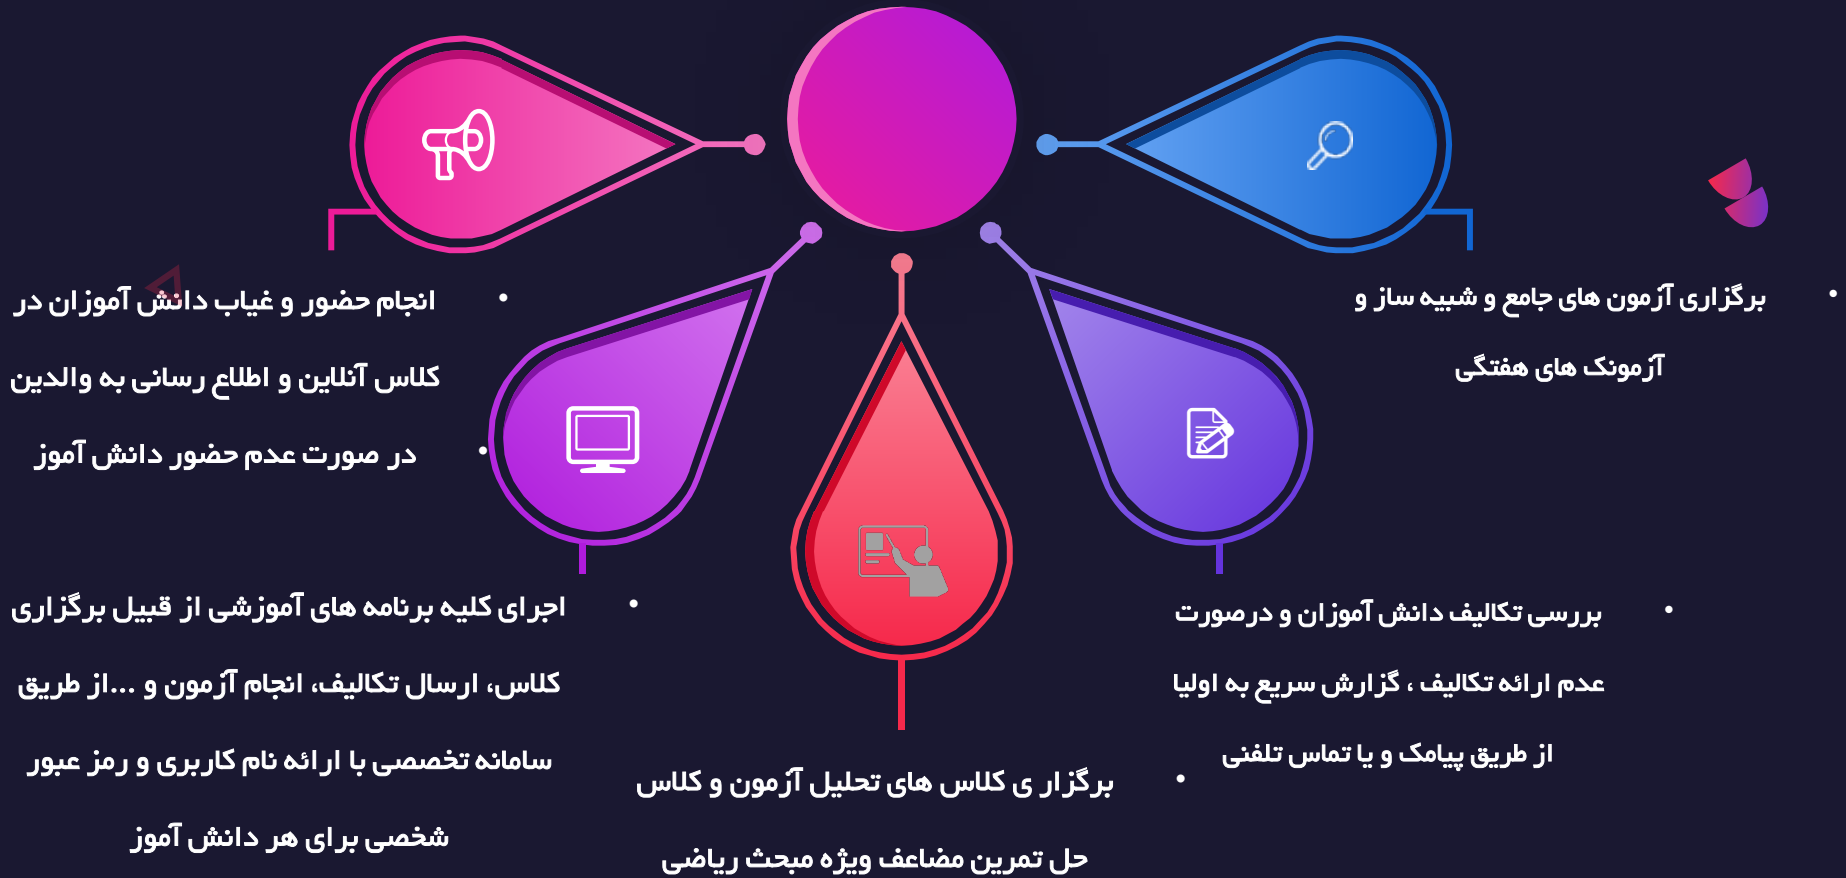 • برگزاری آزمون های جامع و شبیه ساز و
آزمونک های هفتگی
• بررسی تکالیف دانش آموزان و درصورت
عدم ارائه تکالیف ، گزارش سریع به اولیا
از طریق پیامک و یا تماس تلفنی
• برگزار ی کلاس های تحلیل آزمون و کلاس
حل تمرین مضاعف ویژه مبحث ریاضی
• انجام حضور و غیاب دانش آموزان در
کلاس آنلاین و اطلاع رسانی به والدین
• در صورت عدم حضور دانش آموز
• اجرای کلیه برنامه های آموزشی از قبیل برگزاری
کلاس، ارسال تکالیف، انجام آزمون و ...از طریق
سامانه تخصصی با ارائه نام کاربری و رمز عبور
شخصی برای هر دانش آموز